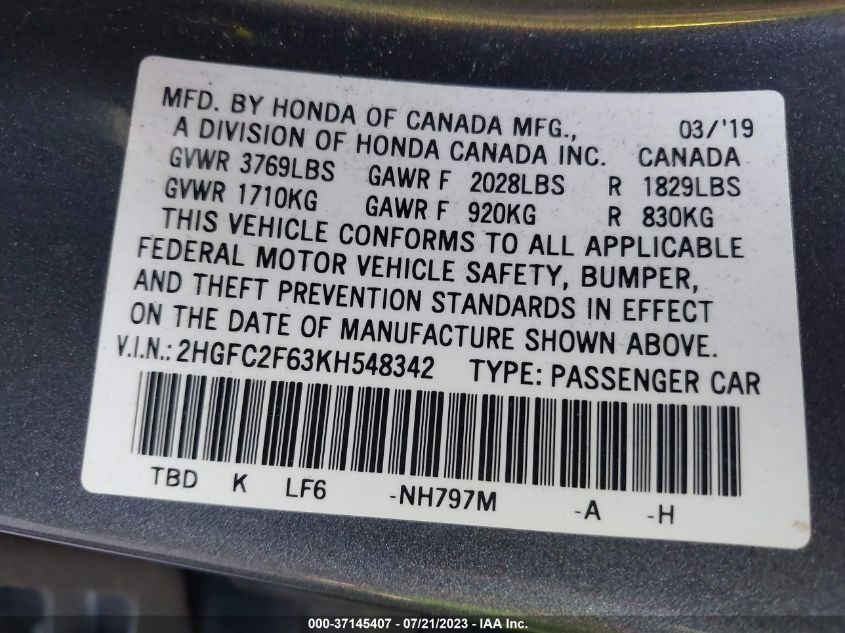 MFD. BY HONDA OF CANADA MFG., 03/'19
A DIVISION OF HONDA CANADA INC. CANADA
GVWR 3769LBS GAWR F 2028LBS R 1829LBS
GVWR 1710KG GAWR F 920KG R 830KG
THIS VEHICLE CONFORMS TO ALL APPLICABLE
FEDERAL MOTOR VEHICLE SAFETY, BUMPER,
AND THEFT PREVENTION STANDARDS IN EFFECT
ON THE DATE OF MANUFACTURE SHOWN ABOVE.
V.I.N.: 2HGFC2F63KH548342 TYPE: PASSENGER CAR
TBD K LF6 -NH797M -A -H
000-37145407 - 07/21/2023 - IAA Inc.